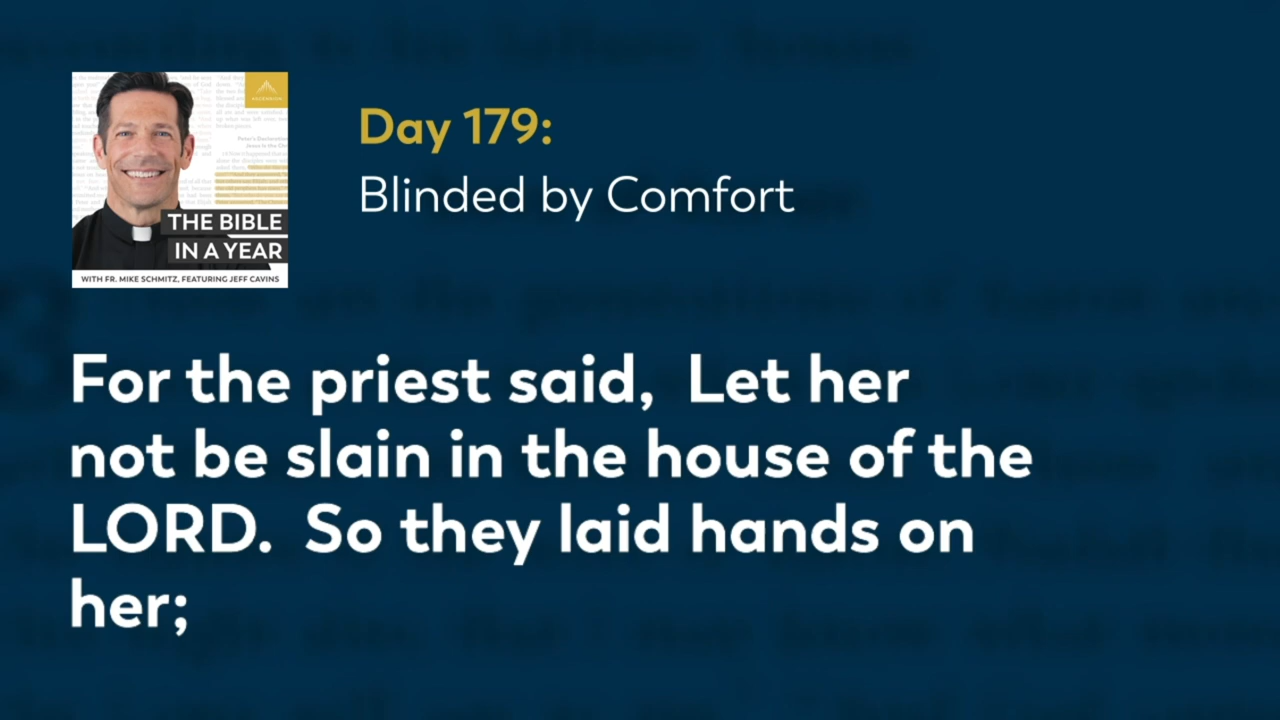 Day 179:
Blinded by Comfort
ASCENSION
THE BIBLE
IN A YEAR
WITH FR. MIKE SCHMITZ, FEATURING JEFF CAVINS
For the priest said,  Let her
not be slain in the house of the
LORD.  So they laid hands on
her;